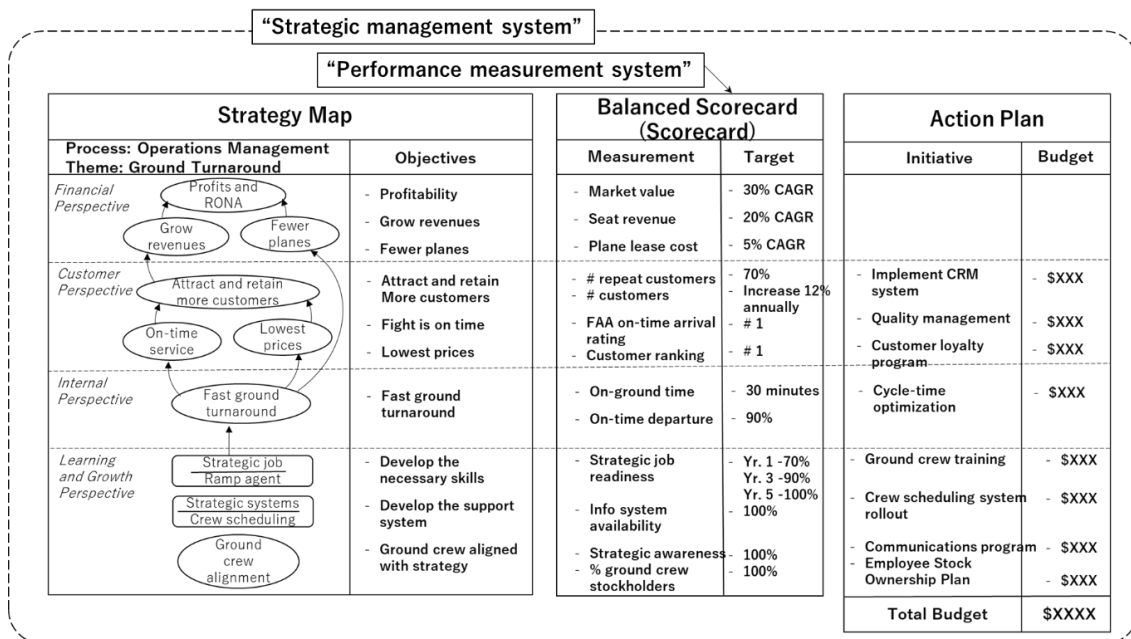 “Strategic management system”
“Performance measurement system”
Strategy Map
Process: Operations Management
Theme: Ground Turnaround
Objectives
Financial
Perspective
Profits and
RONA
Grow
revenues
Fewer
planes
- Profitability
- Grow revenues
- Fewer planes
Customer
Perspective
Attract and retain
more customers
On-time
service
Lowest
prices
- Attract and retain
More customers
- Fight is on time
- Lowest prices
Internal
Perspective
Fast ground
turnaround
- Fast ground
turnaround
Learning
and Growth
Perspective
Strategic job
Ramp agent
Strategic systems
Crew scheduling
Ground
crew
alignment
- Develop the
necessary skills
- Develop the support
system
- Ground crew aligned
with strategy
Balanced Scorecard
(Scorecard)
Measurement
Target
- Market value
- 30% CAGR
- Seat revenue
- 20% CAGR
- Plane lease cost
- 5% CAGR
- # repeat customers
- 70%
- # customers
- Increase 12%
annually
- FAA on-time arrival
rating
- # 1
- Customer ranking
- # 1
- On-ground time
- 30 minutes
- On-time departure
- 90%
- Strategic job
readiness
- Yr. 1 -70%
Yr. 3 -90%
Yr. 5 -100%
- Info system
availability
- 100%
- Strategic awareness
- 100%
- % ground crew
stockholders
- 100%
Action Plan
Initiative
Budget
- Implement CRM
system
- $XXX
- Quality management
- $XXX
- Customer loyalty
program
- $XXX
- Cycle-time
optimization
- $XXX
- Ground crew training
- $XXX
- Crew scheduling system
rollout
- $XXX
- Communications program
- $XXX
- Employee Stock
Ownership Plan
- $XXX
Total Budget
$XXXX